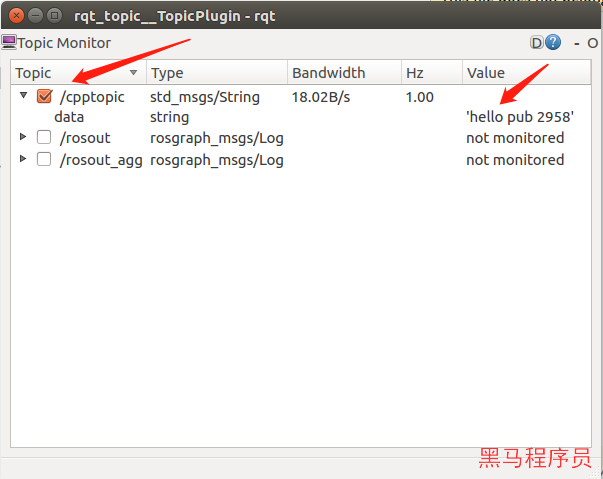 rqt_topic__TopicPlugin - rqt
Topic Monitor D ? - O
Topic Type Bandwidth Hz Value
/cpptopic std_msgs/String 18.02B/s 1.00
data string 'hello pub 2958'
/rosout rosgraph_msgs/Log not monitored
/rosout_agg rosgraph_msgs/Log not monitored
黑马程序员